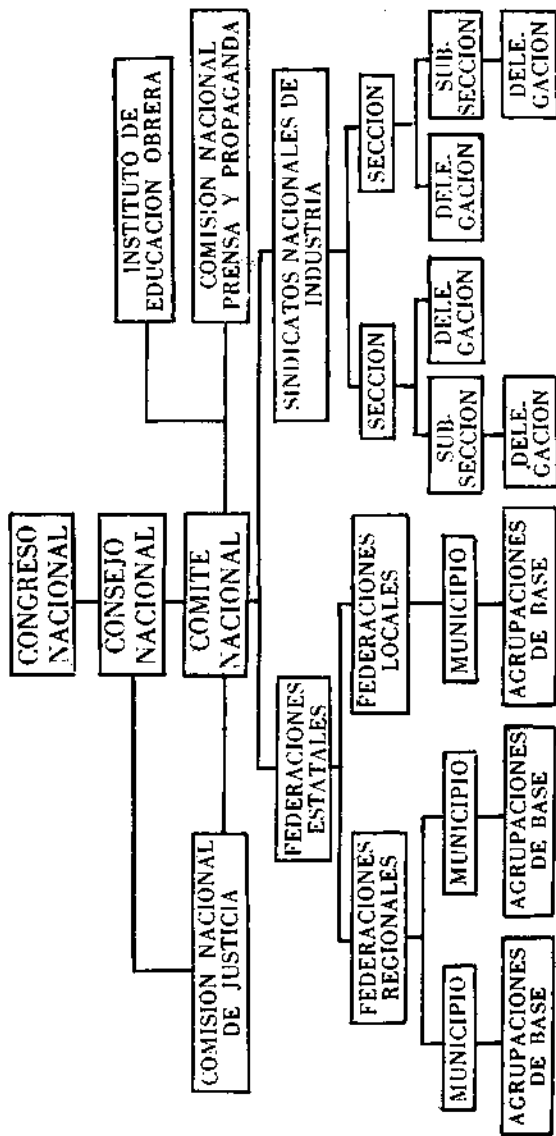 CONGRESO
NACIONAL
CONSEJO
NACIONAL
COMITE
NACIONAL
COMISION NACIONAL
DE JUSTICIA
INSTITUTO DE
EDUCACION OBRERA
COMISION NACIONAL
PRENSA Y PROPAGANDA
FEDERACIONES
ESTATALES
SINDICATOS NACIONALES DE
INDUSTRIA
FEDERACIONES
REGIONALES
FEDERACIONES
LOCALES
SECCION
SECCION
MUNICIPIO
MUNICIPIO
MUNICIPIO
SUB-
SECCION
DELE-
GACION
DELE-
GACION
SUB-
SECCION
AGRUPACIONES
DE BASE
AGRUPACIONES
DE BASE
AGRUPACIONES
DE BASE
DELE-
GACION
DELE-
GACION